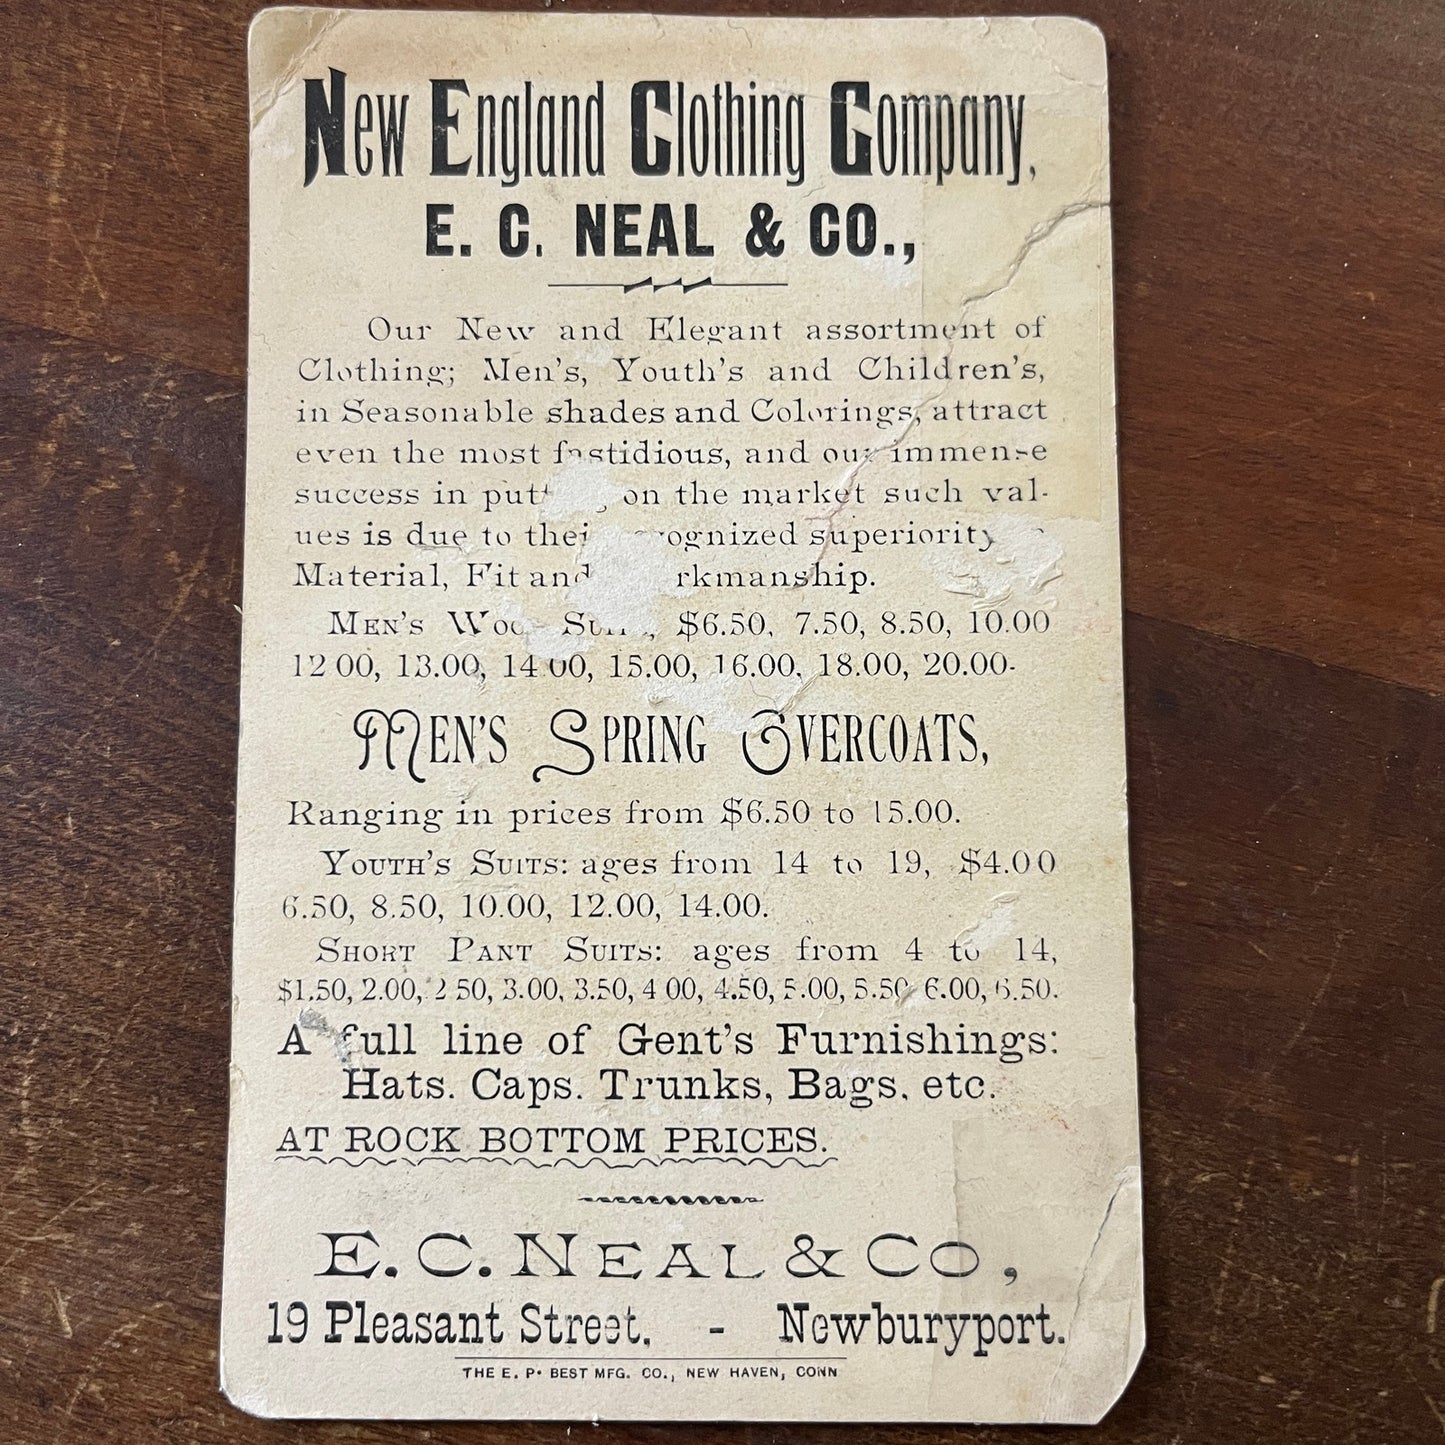 New England Clothing Company,
E. C. NEAL & CO.,
Our New and Elegant assortment of
Clothing; Men's, Youth's and Children's,
in Seasonable shades and Colorings, attract
even the most fastidious, and our immense
success in on the market such val-
ues is due to their superiority
Material, Fit and
MEN'S SUITS, $6.50, 7.50, 8.50, 10.00
12 00, 13.00, 14 00, 15.00, 16.00, 18.00, 20.00-
MEN'S SPRING OVERCOATS,
Ranging in prices from $6.50 to 15.00.
YOUTH'S SUITS: ages from 14 to 19, $4.00
6.50, 8.50, 10.00, 12.00, 14.00.
SHORT PANT SUITS: ages from 4 to 14,
$1.50, 2.00, 2 50, 3.00, 3.50, 4 00, 4.50, 5.00, 5.50 6.00, 6.50.
A full line of Gent's Furnishings:
Hats. Caps. Trunks, Bags. etc.
AT ROCK BOTTOM PRICES.
E. C. NEAL & CO,
19 Pleasant Street. - Newburyport.
THE E. P. BEST MFG. CO., NEW HAVEN, CONN